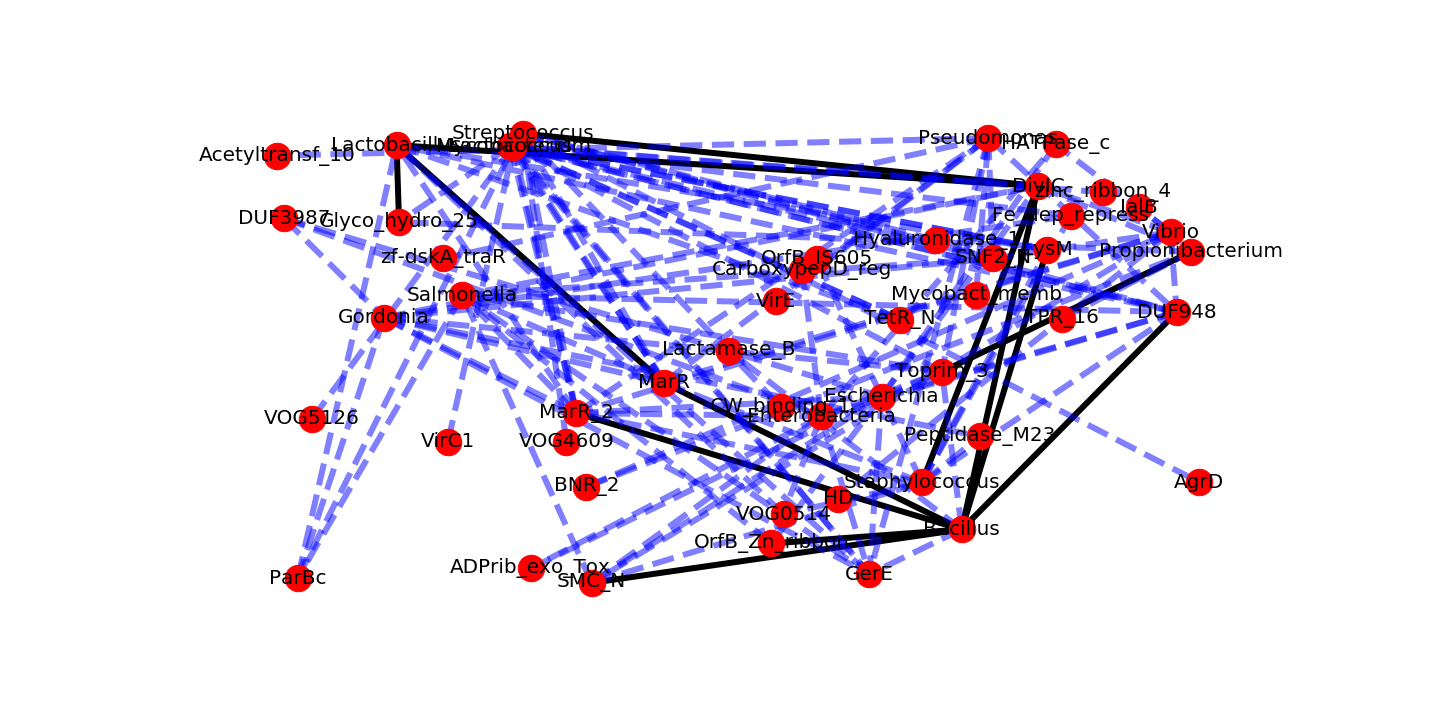 Streptococcus
Pseudomonas
HATPase_c
Lactobacillus
Acetyltransf_10
DivIC
zinc_ribbon_4
IalB
DUF3987
Glyco_hydro_25
Fe_dep_repress
Vibrio
Hyaluronidase_1
LysM
Propionibacterium
zf-dskA_traR
OrfB_IS605
SNF2_N
CarboxypepD_reg
Salmonella
VirE
Mycobact_memb
Gordonia
TetR_N
TPR_16
DUF948
Lactamase_B
MarR
Toprim_3
Escherichia
CW_binding_1
MarR_2
Enterobacteria
VOG5126
VirC1
VOG4609
Peptidase_M23
BNR_2
Staphylococcus
AgrD
HD
VOG0514
Bacillus
OrfB_Zn_ribbon
ADPrib_exo_Tox
GerE
ParBc
SMC_N